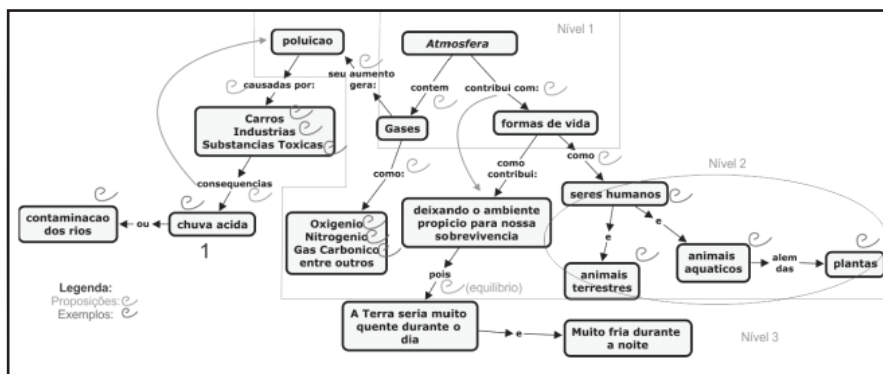 Nível 1
poluicao
Atmosfera
seu aumento
gera:
causadas por:
contem
contribui com:
Carros
Industrias
Substancias Toxicas
Gases
formas de vida
Nível 2
consequencias
como:
como
contribui:
como
seres humanos
contaminacao
dos rios
ou
chuva acida
1
Oxigenio
Nitrogenio
Gas Carbonico
entre outros
deixando o ambiente
propicio para nossa
sobrevivencia
e
e
animais
terrestres
animais
aquaticos
alem
das
plantas
pois
(equilibrio)
Legenda:
Proposições:
Exemplos:
A Terra seria muito
quente durante o
dia
e
Muito fria durante
a noite
Nível 3